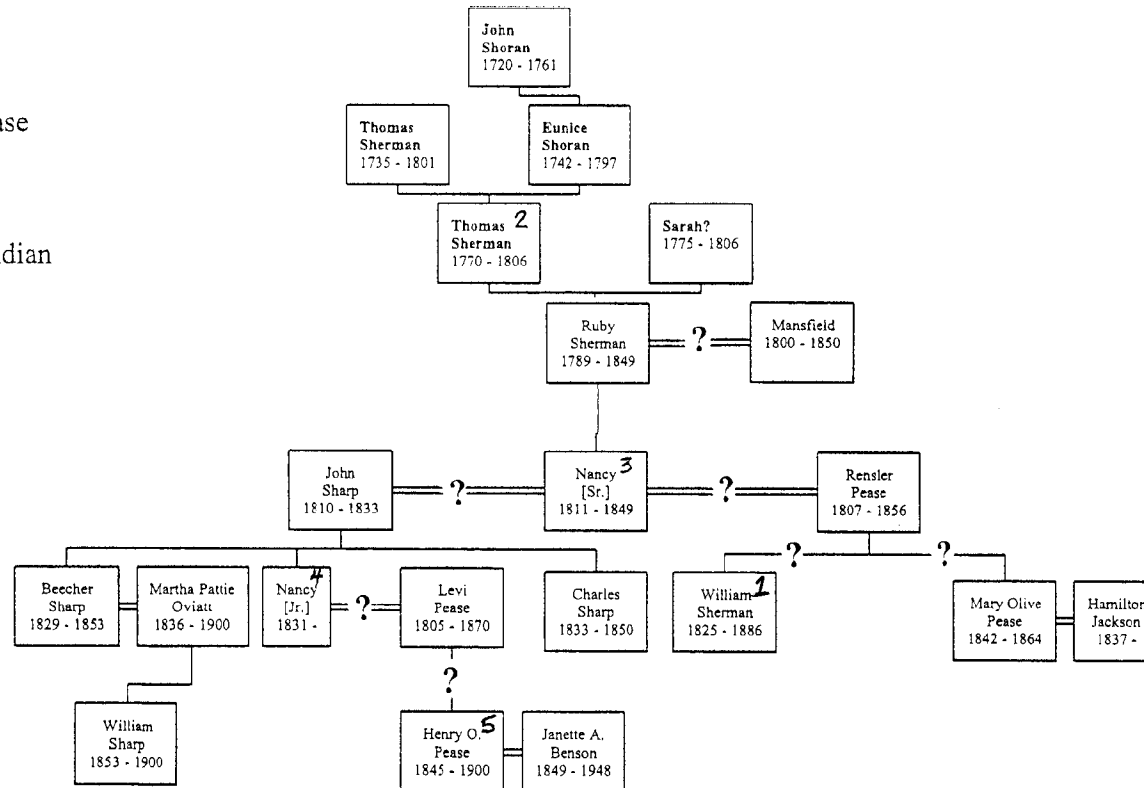 John
Shoran
1720 - 1761
ase
Thomas
Sherman
1735 - 1801
Eunice
Shoran
1742 - 1797
Thomas 2
Sherman
1770 - 1806
Sarah?
1775 - 1806
dian
Ruby
Sherman
1789 - 1849
?
Mansfield
1800 - 1850
John
Sharp
1810 - 1833
?
Nancy 3
[Sr.]
1811 - 1849
?
Rensler
Pease
1807 - 1856
? ?
Beecher
Sharp
1829 - 1853
Martha Pattie
Oviatt
1836 - 1900
Nancy 4
[Jr.]
1831 -
?
Levi
Pease
1805 - 1870
Charles
Sharp
1833 - 1850
William 1
Sherman
1825 - 1886
Mary Olive
Pease
1842 - 1864
Hamilton
Jackson
1837 -
?
William
Sharp
1853 - 1900
Henry O. 5
Pease
1845 - 1900
Janette A.
Benson
1849 - 1948